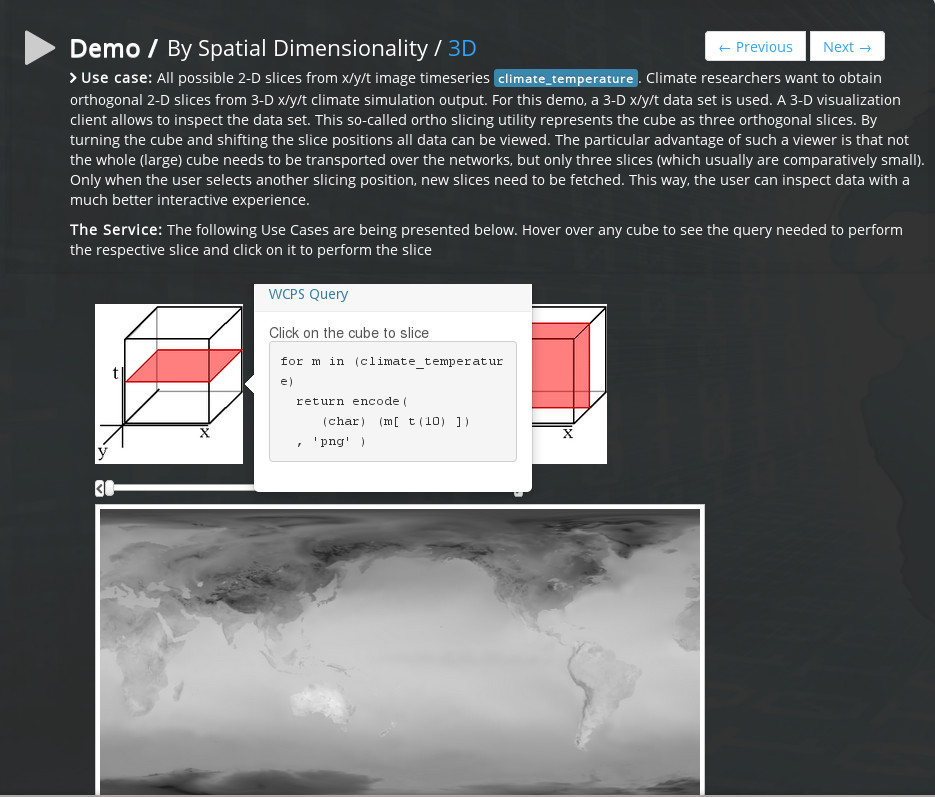 Demo / By Spatial Dimensionality / 3D
← Previous
Next →
Use case: All possible 2-D slices from x/y/t image timeseries climate_temperature. Climate researchers want to obtain
orthogonal 2-D slices from 3-D x/y/t climate simulation output. For this demo, a 3-D x/y/t data set is used. A 3-D visualization
client allows to inspect the data set. This so-called ortho slicing utility represents the cube as three orthogonal slices. By
turning the cube and shifting the slice positions all data can be viewed. The particular advantage of such a viewer is that not
the whole (large) cube needs to be transported over the networks, but only three slices (which usually are comparatively small).
Only when the user selects another slicing position, new slices need to be fetched. This way, the user can inspect data with a
much better interactive experience.
The Service: The following Use Cases are being presented below. Hover over any cube to see the query needed to perform
the respective slice and click on it to perform the slice
t
x
y
WCPS Query
Click on the cube to slice
for m in (climate_temperatur
e)
return encode(
(char) (m[ t(10) ])
, 'png' )
x